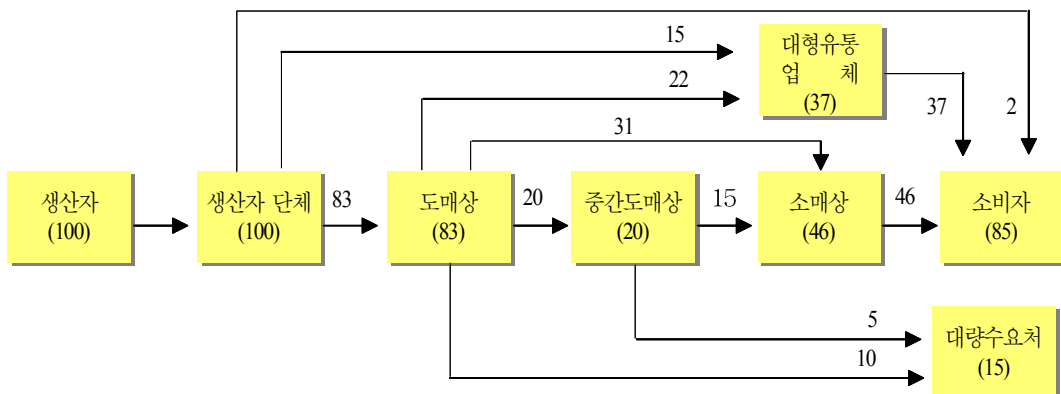 15
대형유통
업 체
(37)
22
37
2
31
생산자
(100)
생산자 단체
(100)
83
도매상
(83)
20
중간도매상
(20)
15
소매상
(46)
46
소비자
(85)
5
대량수요처
(15)
10